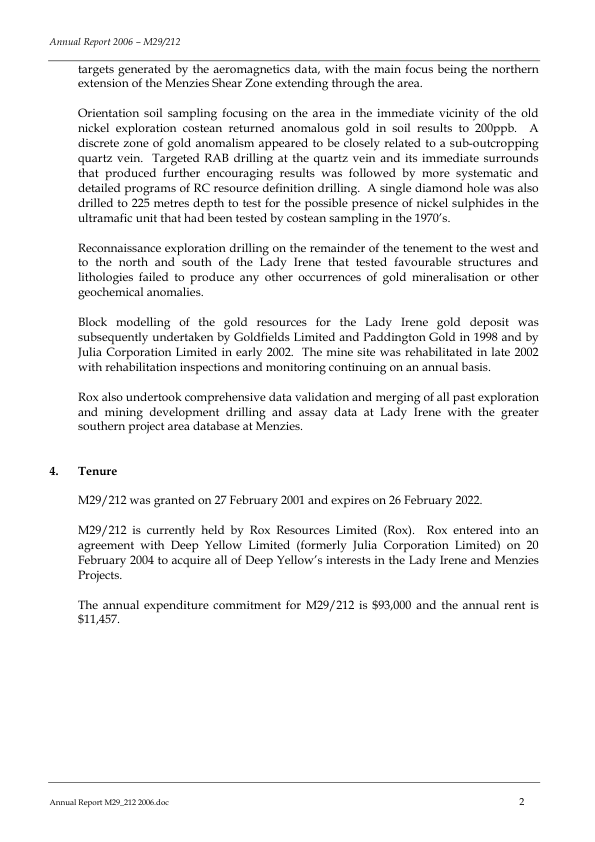 Annual Report 2006 – M29/212
targets generated by the aeromagnetics data, with the main focus being the northern
extension of the Menzies Shear Zone extending through the area.
Orientation soil sampling focusing on the area in the immediate vicinity of the old
nickel exploration costean returned anomalous gold in soil results to 200ppb. A
discrete zone of gold anomalism appeared to be closely related to a sub-outcropping
quartz vein. Targeted RAB drilling at the quartz vein and its immediate surrounds
that produced further encouraging results was followed by more systematic and
detailed programs of RC resource definition drilling. A single diamond hole was also
drilled to 225 metres depth to test for the possible presence of nickel sulphides in the
ultramafic unit that had been tested by costean sampling in the 1970's.
Reconnaissance exploration drilling on the remainder of the tenement to the west and
to the north and south of the Lady Irene that tested favourable structures and
lithologies failed to produce any other occurrences of gold mineralisation or other
geochemical anomalies.
Block modelling of the gold resources for the Lady Irene gold deposit was
subsequently undertaken by Goldfields Limited and Paddington Gold in 1998 and by
Julia Corporation Limited in early 2002. The mine site was rehabilitated in late 2002
with rehabilitation inspections and monitoring continuing on an annual basis.
Rox also undertook comprehensive data validation and merging of all past exploration
and mining development drilling and assay data at Lady Irene with the greater
southern project area database at Menzies.
4. Tenure
M29/212 was granted on 27 February 2001 and expires on 26 February 2022.
M29/212 is currently held by Rox Resources Limited (Rox). Rox entered into an
agreement with Deep Yellow Limited (formerly Julia Corporation Limited) on 20
February 2004 to acquire all of Deep Yellow's interests in the Lady Irene and Menzies
Projects.
The annual expenditure commitment for M29/212 is $93,000 and the annual rent is
$11,457.
Annual Report M29_212 2006.doc 2